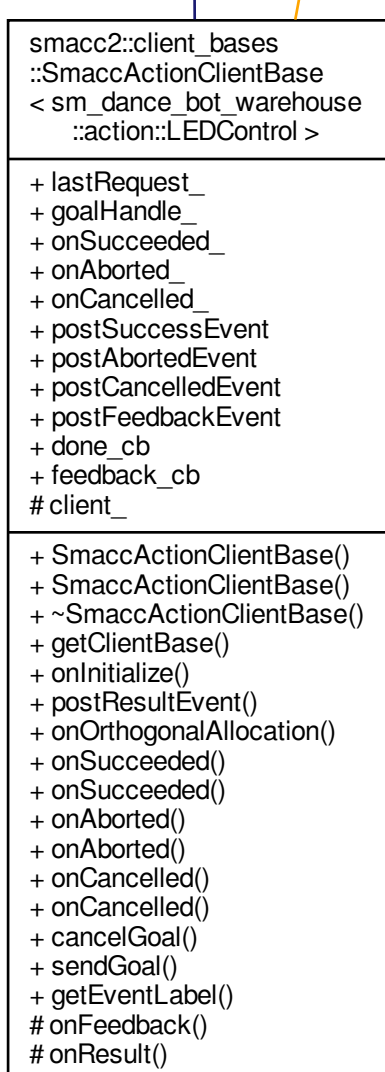 smacc2::client_bases
::SmaccActionClientBase
< sm_dance_bot_warehouse
::action::LEDControl >
+ lastRequest_
+ goalHandle_
+ onSucceeded_
+ onAborted_
+ onCancelled_
+ postSuccessEvent
+ postAbortedEvent
+ postCancelledEvent
+ postFeedbackEvent
+ done_cb
+ feedback_cb
# client_
+ SmaccActionClientBase()
+ SmaccActionClientBase()
+ ~SmaccActionClientBase()
+ getClientBase()
+ onInitialize()
+ postResultEvent()
+ onOrthogonalAllocation()
+ onSucceeded()
+ onSucceeded()
+ onAborted()
+ onAborted()
+ onCancelled()
+ onCancelled()
+ cancelGoal()
+ sendGoal()
+ getEventLabel()
# onFeedback()
# onResult()